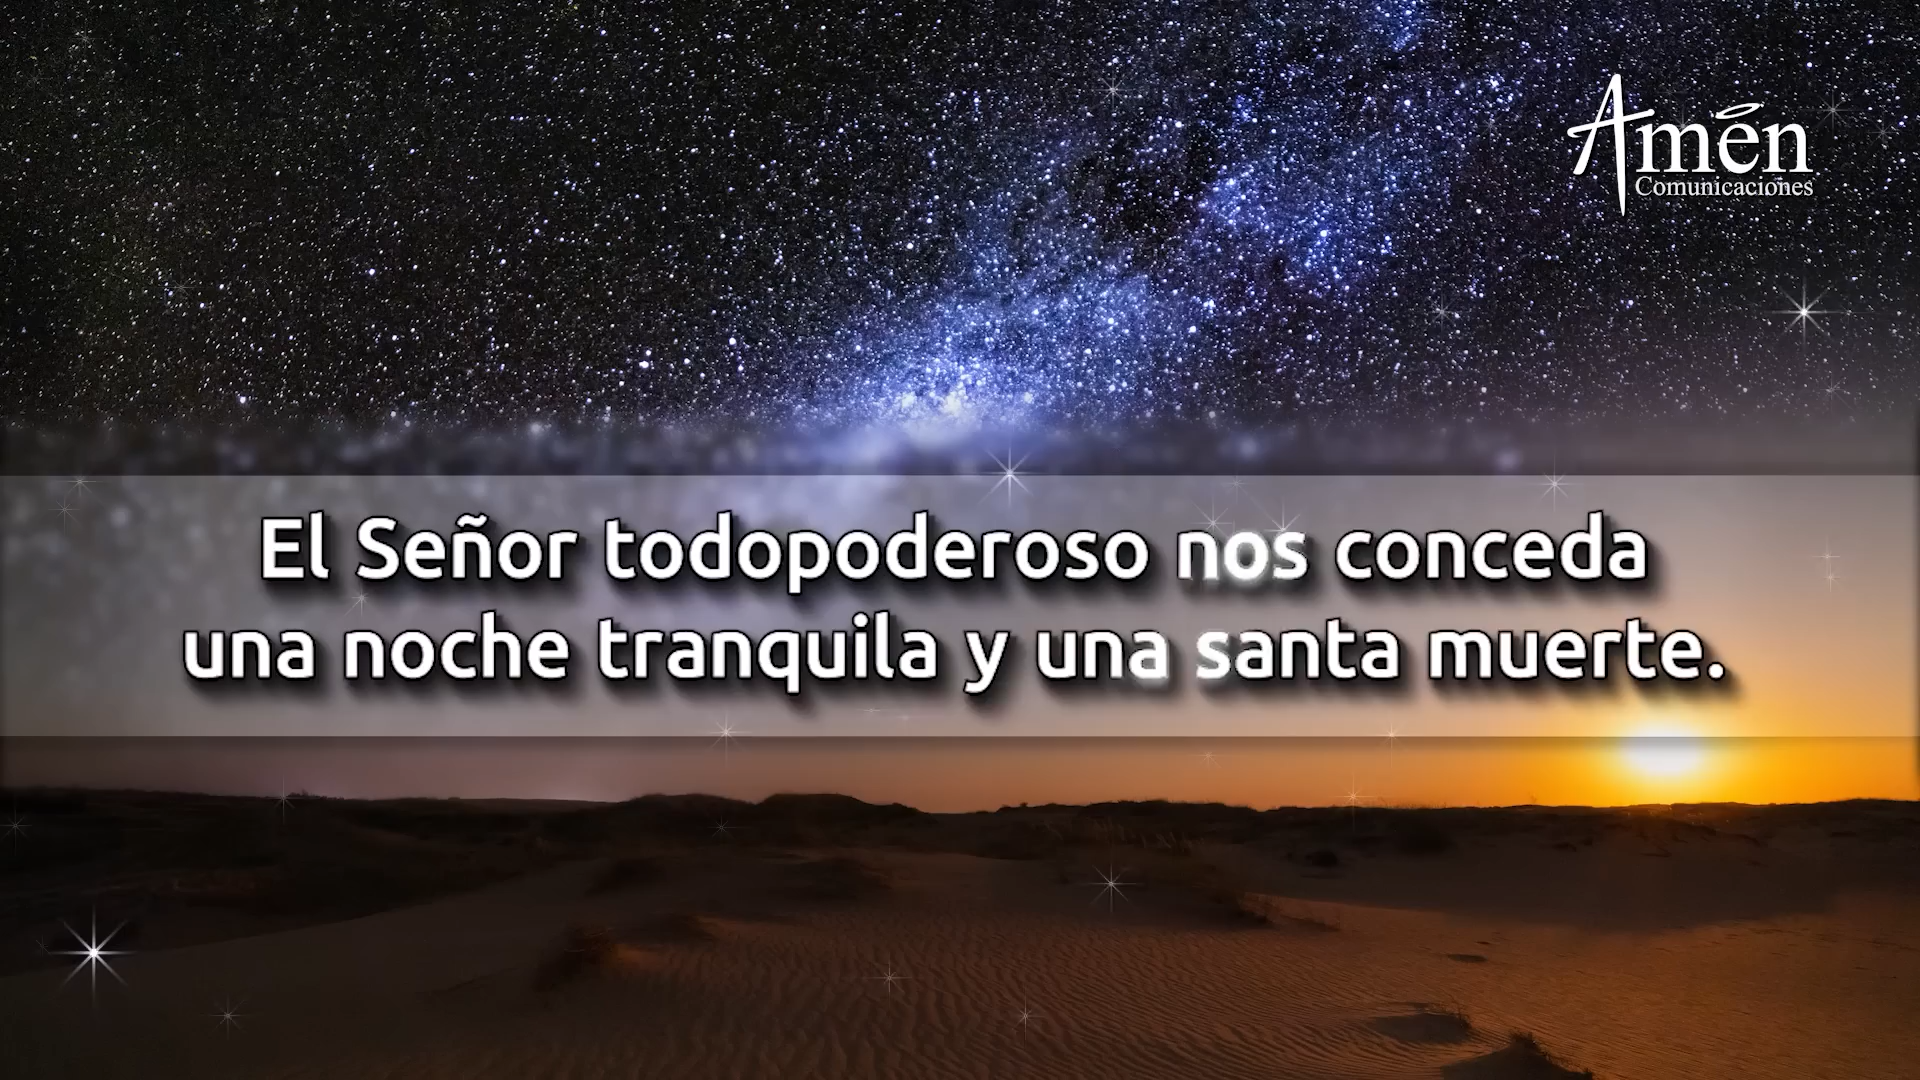 Amén
Comunicaciones
El Señor todopoderoso nos conceda
una noche tranquila y una santa muerte.